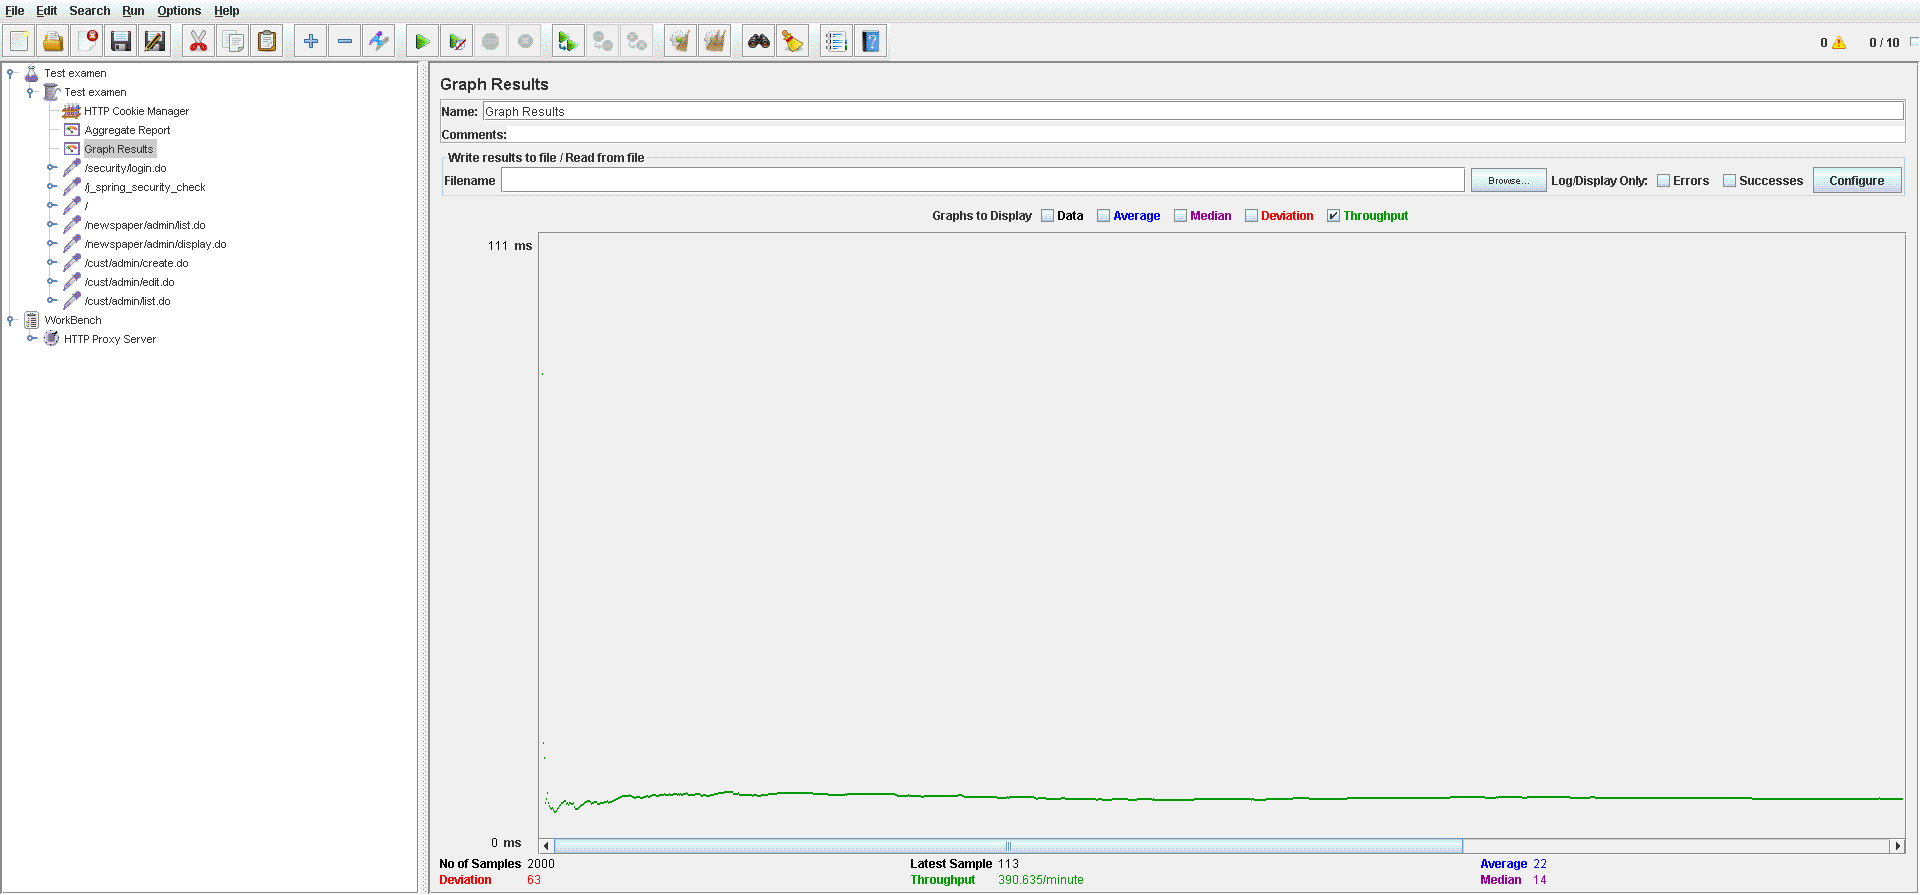 File Edit Search Run Options Help
0 0 / 10
Test examen
Test examen
HTTP Cookie Manager
Aggregate Report
Graph Results
/security/login.do
/j_spring_security_check
/
/newspaper/admin/list.do
/newspaper/admin/display.do
/cust/admin/create.do
/cust/admin/edit.do
/cust/admin/list.do
WorkBench
HTTP Proxy Server
Graph Results
Name: Graph Results
Comments:
Write results to file / Read from file
Filename Browse... Log/Display Only: Errors Successes Configure
Graphs to Display Data Average Median Deviation Throughput
111 ms
0 ms
No of Samples 2000 Latest Sample 113 Average 22
Deviation 63 Throughput 390.635/minute Median 14